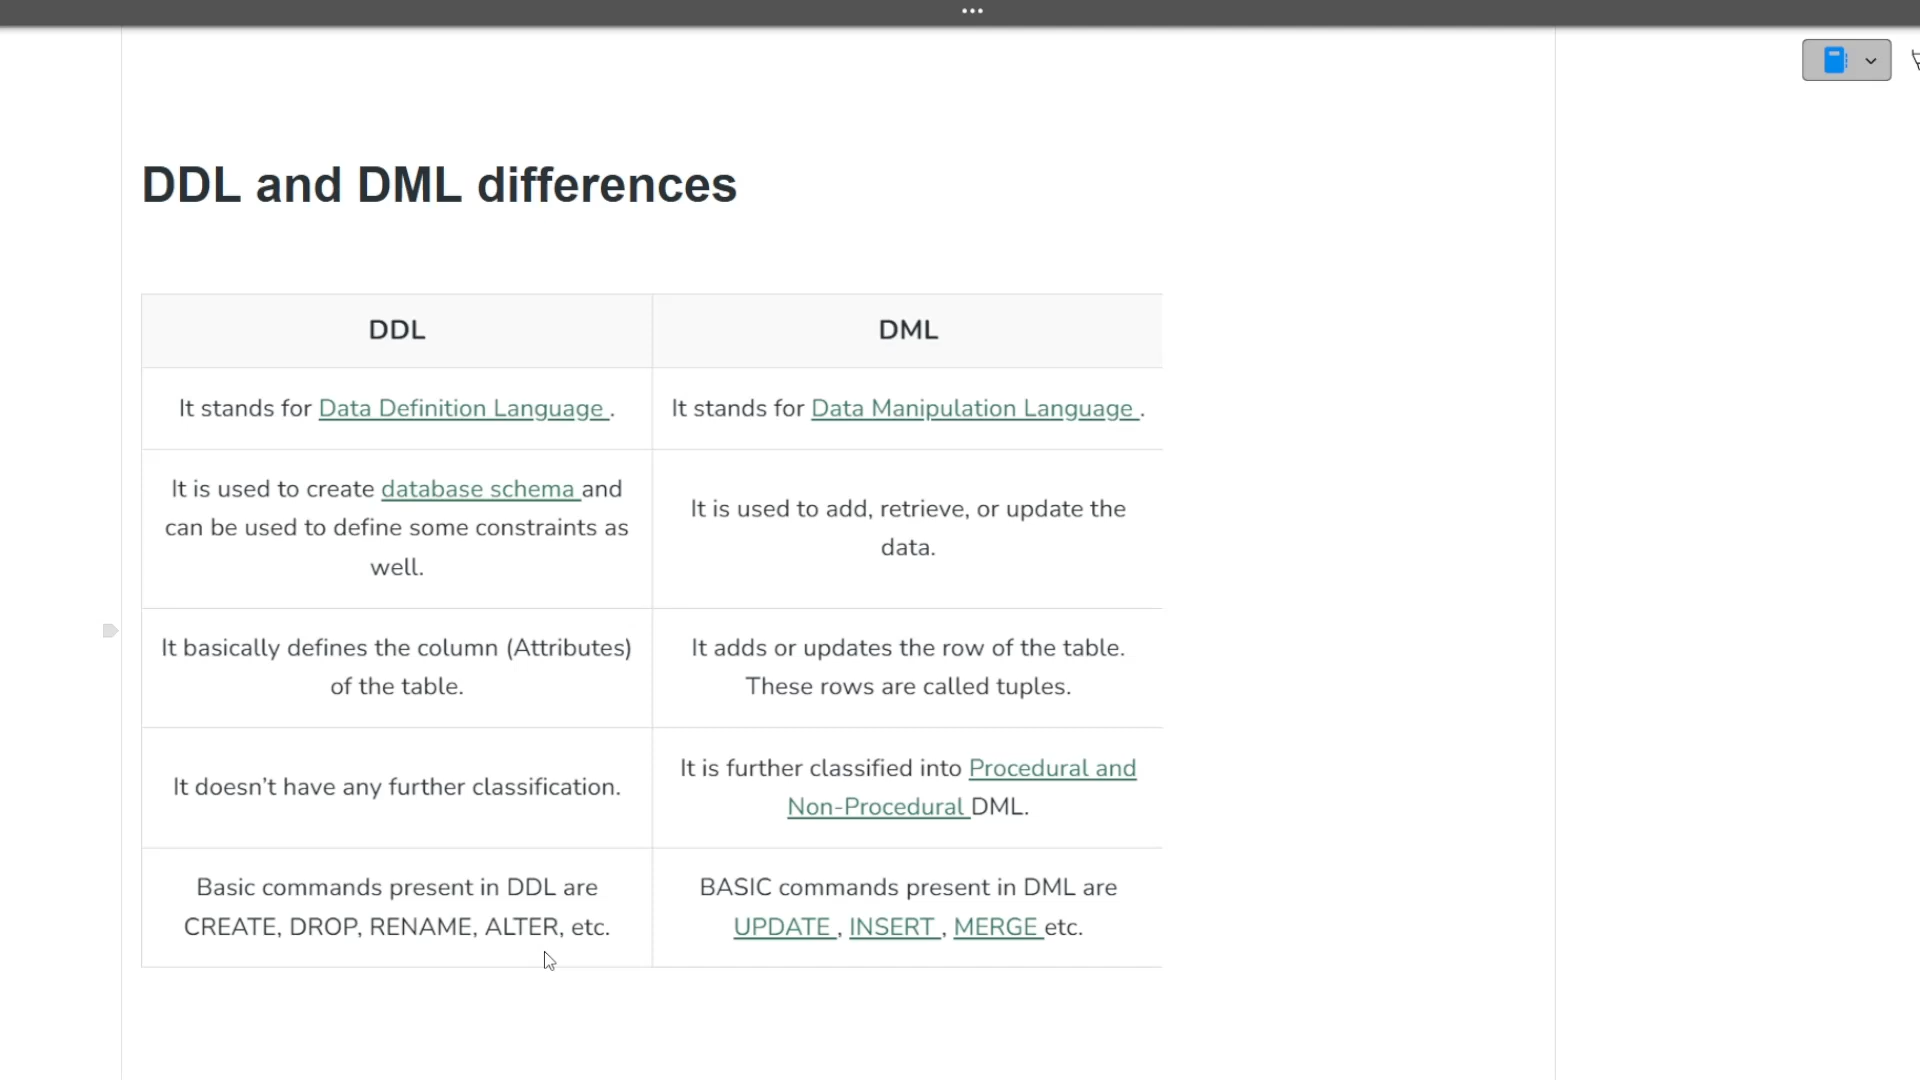 DDL and DML differences
DDL
DML
It stands for Data Definition Language .
It stands for Data Manipulation Language .
It is used to create database schema and
can be used to define some constraints as
well.
It is used to add, retrieve, or update the
data.
It basically defines the column (Attributes)
of the table.
It adds or updates the row of the table.
These rows are called tuples.
It doesn’t have any further classification.
It is further classified into Procedural and
Non-Procedural DML.
Basic commands present in DDL are
CREATE, DROP, RENAME, ALTER, etc.
BASIC commands present in DML are
UPDATE , INSERT , MERGE etc.